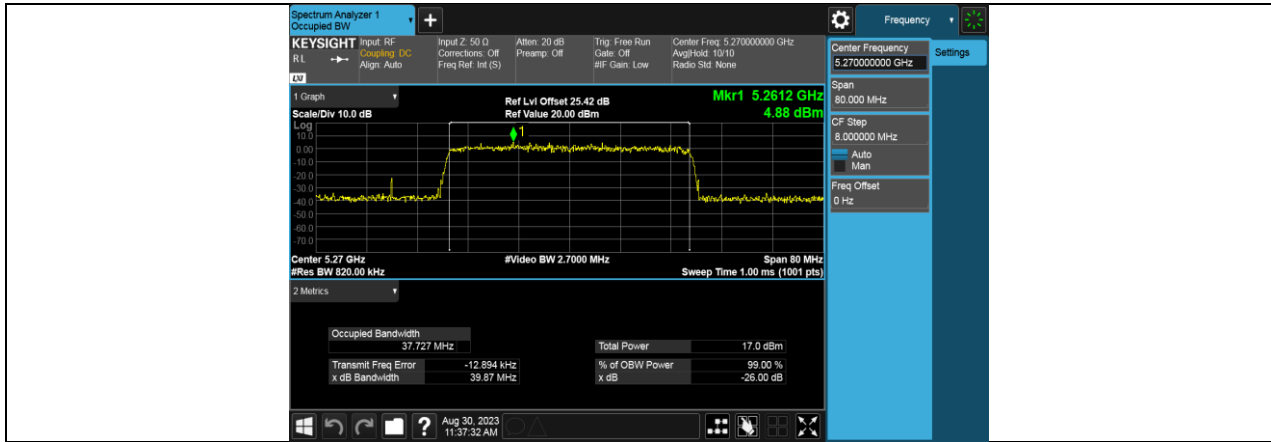 Spectrum Analyzer 1
Occupied BW
+
Frequency
KEYSIGHT
RL
LXI
Input: RF
Coupling: DC
Align: Auto
Input Z: 50 Ω
Corrections: Off
Freq Ref: Int (S)
Atten: 20 dB
Preamp: Off
Trig: Free Run
Gate: Off
#IF Gain: Low
Center Freq: 5.270000000 GHz
Avg|Hold: 10/10
Radio Std: None
Center Frequency
5.270000000 GHz
Settings
Span
80.000 MHz
CF Step
8.000000 MHz
Auto
Man
Freq Offset
0 Hz
1 Graph
Scale/Div 10.0 dB
Ref Lvl Offset 25.42 dB
Ref Value 20.00 dBm
Mkr1 5.2612 GHz
4.88 dBm
Log
10.0
0.00
-10.0
-20.0
-30.0
-40.0
-50.0
-60.0
-70.0
1
Center 5.27 GHz
#Res BW 820.00 kHz
#Video BW 2.7000 MHz
Span 80 MHz
Sweep Time 1.00 ms (1001 pts)
2 Metrics
Occupied Bandwidth
37.727 MHz
Transmit Freq Error -12.894 kHz
x dB Bandwidth 39.87 MHz
Total Power 17.0 dBm
% of OBW Power 99.00 %
x dB -26.00 dB
?
Aug 30, 2023
11:37:32 AM